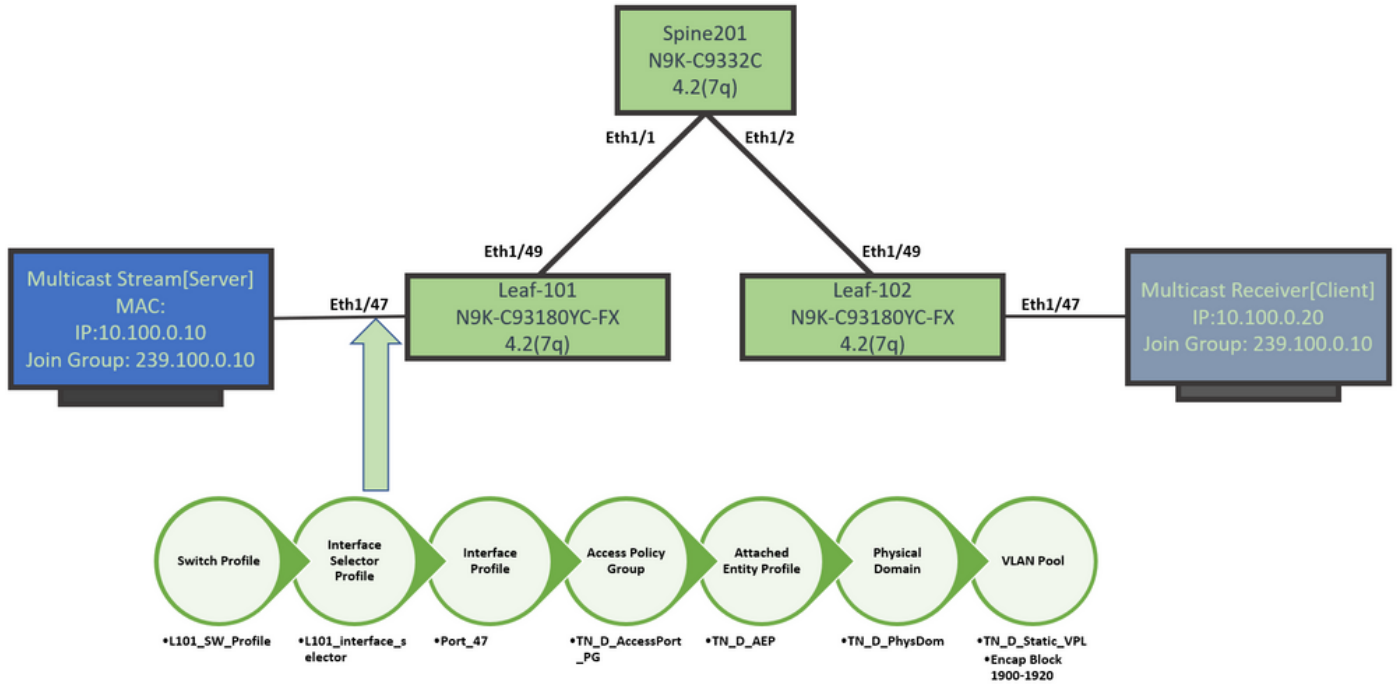 Spine201
N9K-C9332C
4.2(7q)
Eth1/1
Eth1/2
Eth1/49
Eth1/49
Multicast Stream[Server]
MAC:
IP:10.100.0.10
Join Group: 239.100.0.10
Eth1/47
Leaf-101
N9K-C93180YC-FX
4.2(7q)
Leaf-102
N9K-C93180YC-FX
4.2(7q)
Eth1/47
Multicast Receiver[Client]
IP:10.100.0.20
Join Group: 239.100.0.10
Switch Profile
Interface
Selector
Profile
Interface
Profile
Access Policy
Group
Attached
Entity Profile
Physical
Domain
VLAN Pool
•L101_SW_Profile
•L101_interface_s
elector
•Port_47
•TN_D_AccessPort
_PG
•TN_D_AEP
•TN_D_PhysDom
•TN_D_Static_VPL
•Encap Block
1900-1920